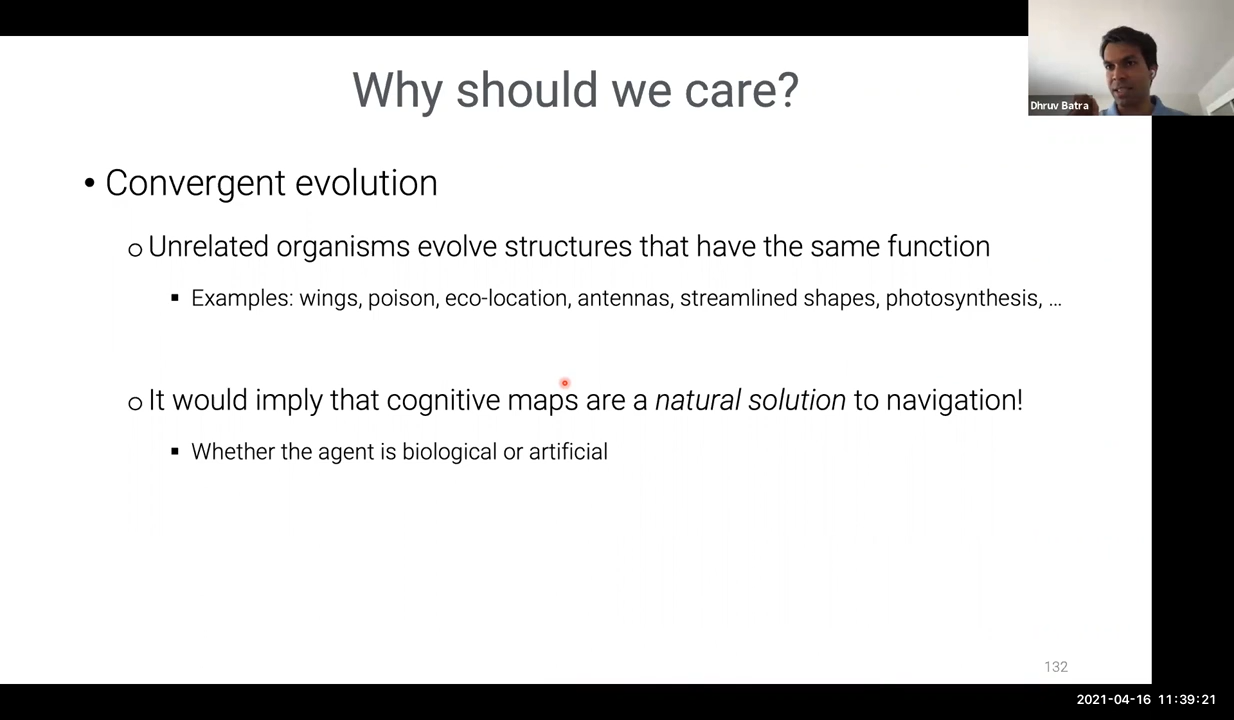 Why should we care?
Dhruv Batra
• Convergent evolution
o Unrelated organisms evolve structures that have the same function
▪ Examples: wings, poison, eco-location, antennas, streamlined shapes, photosynthesis, ...
o It would imply that cognitive maps are a natural solution to navigation!
▪ Whether the agent is biological or artificial
132
2021-04-16 11:39:21